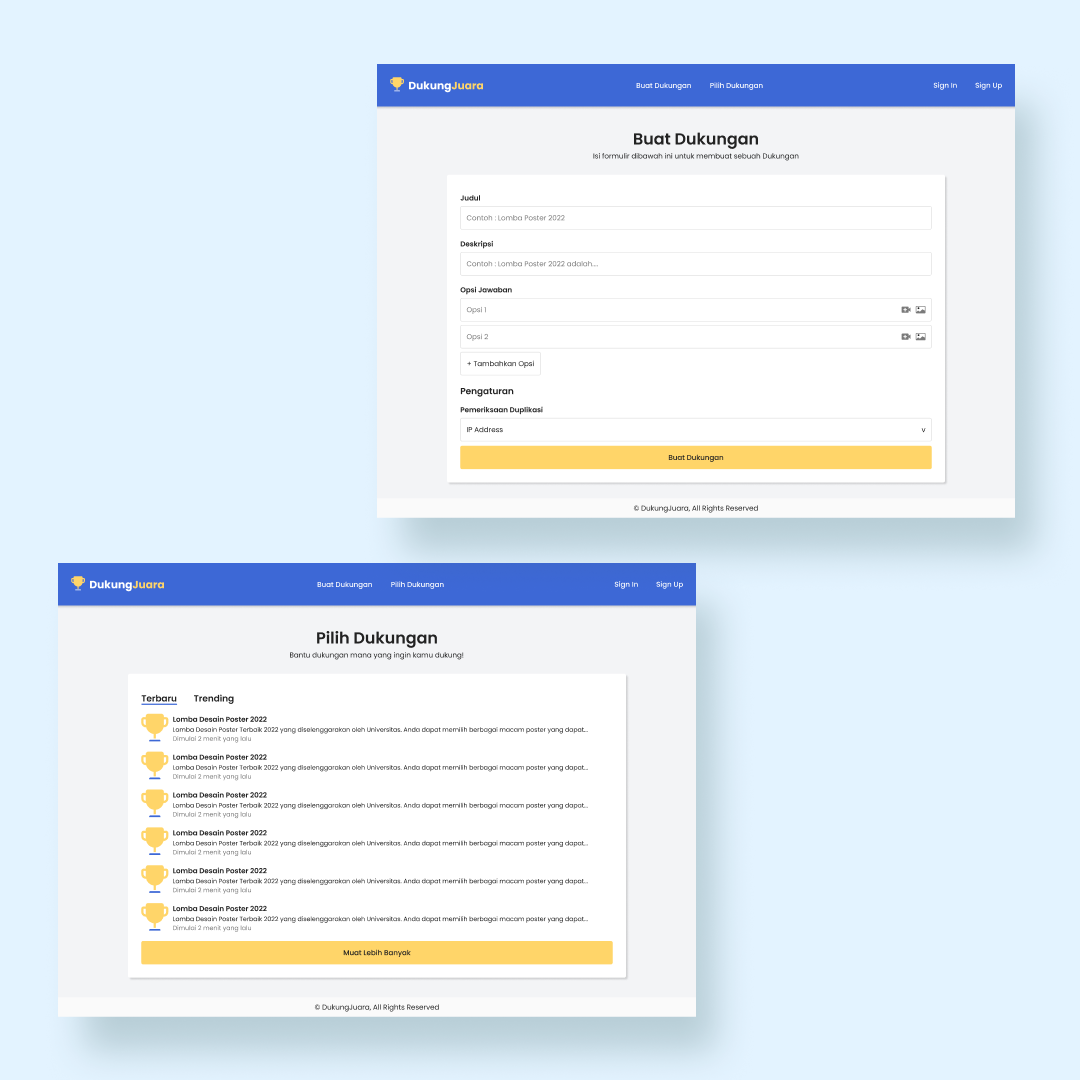 DukungJuara
Buat Dukungan Pilih Dukungan
Sign In Sign Up
Buat Dukungan
Isi formulir dibawah ini untuk membuat sebuah Dukungan
Judul
Contoh : Lomba Poster 2022
Deskripsi
Contoh : Lomba Poster 2022 adalah....
Opsi Jawaban
Opsi 1
Opsi 2
+ Tambahkan Opsi
Pengaturan
Pemeriksaan Duplikasi
IP Address v
Buat Dukungan
© DukungJuara, All Rights Reserved
DukungJuara
Buat Dukungan Pilih Dukungan
Sign In Sign Up
Pilih Dukungan
Bantu dukungan mana yang ingin kamu dukung!
Terbaru Trending
Lomba Desain Poster 2022
Lomba Desain Poster Terbaik 2022 yang diselenggarakan oleh Universitas. Anda dapat memilih berbagai macam poster yang dapat...
Dimulai 2 menit yang lalu
Lomba Desain Poster 2022
Lomba Desain Poster Terbaik 2022 yang diselenggarakan oleh Universitas. Anda dapat memilih berbagai macam poster yang dapat...
Dimulai 2 menit yang lalu
Lomba Desain Poster 2022
Lomba Desain Poster Terbaik 2022 yang diselenggarakan oleh Universitas. Anda dapat memilih berbagai macam poster yang dapat...
Dimulai 2 menit yang lalu
Lomba Desain Poster 2022
Lomba Desain Poster Terbaik 2022 yang diselenggarakan oleh Universitas. Anda dapat memilih berbagai macam poster yang dapat...
Dimulai 2 menit yang lalu
Lomba Desain Poster 2022
Lomba Desain Poster Terbaik 2022 yang diselenggarakan oleh Universitas. Anda dapat memilih berbagai macam poster yang dapat...
Dimulai 2 menit yang lalu
Lomba Desain Poster 2022
Lomba Desain Poster Terbaik 2022 yang diselenggarakan oleh Universitas. Anda dapat memilih berbagai macam poster yang dapat...
Dimulai 2 menit yang lalu
Muat Lebih Banyak
© DukungJuara, All Rights Reserved